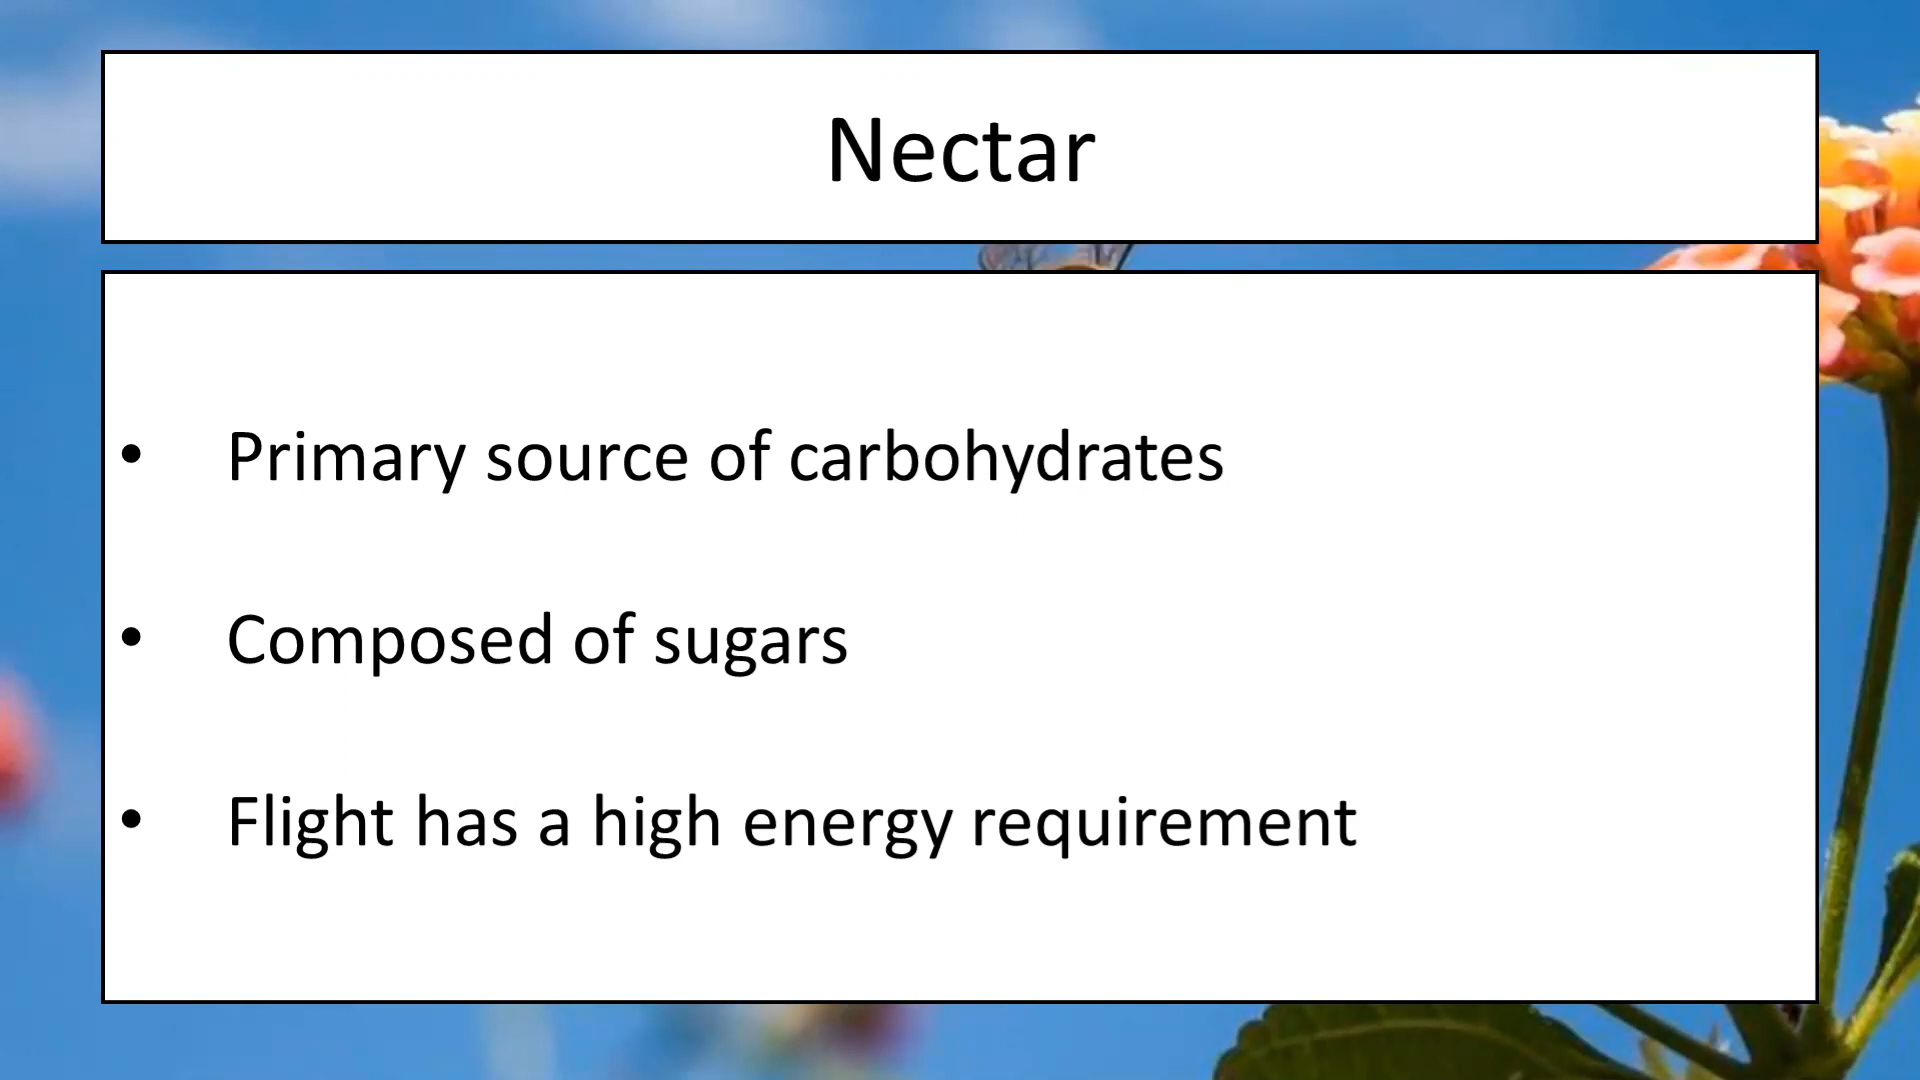 Nectar
• Primary source of carbohydrates
• Composed of sugars
• Flight has a high energy requirement